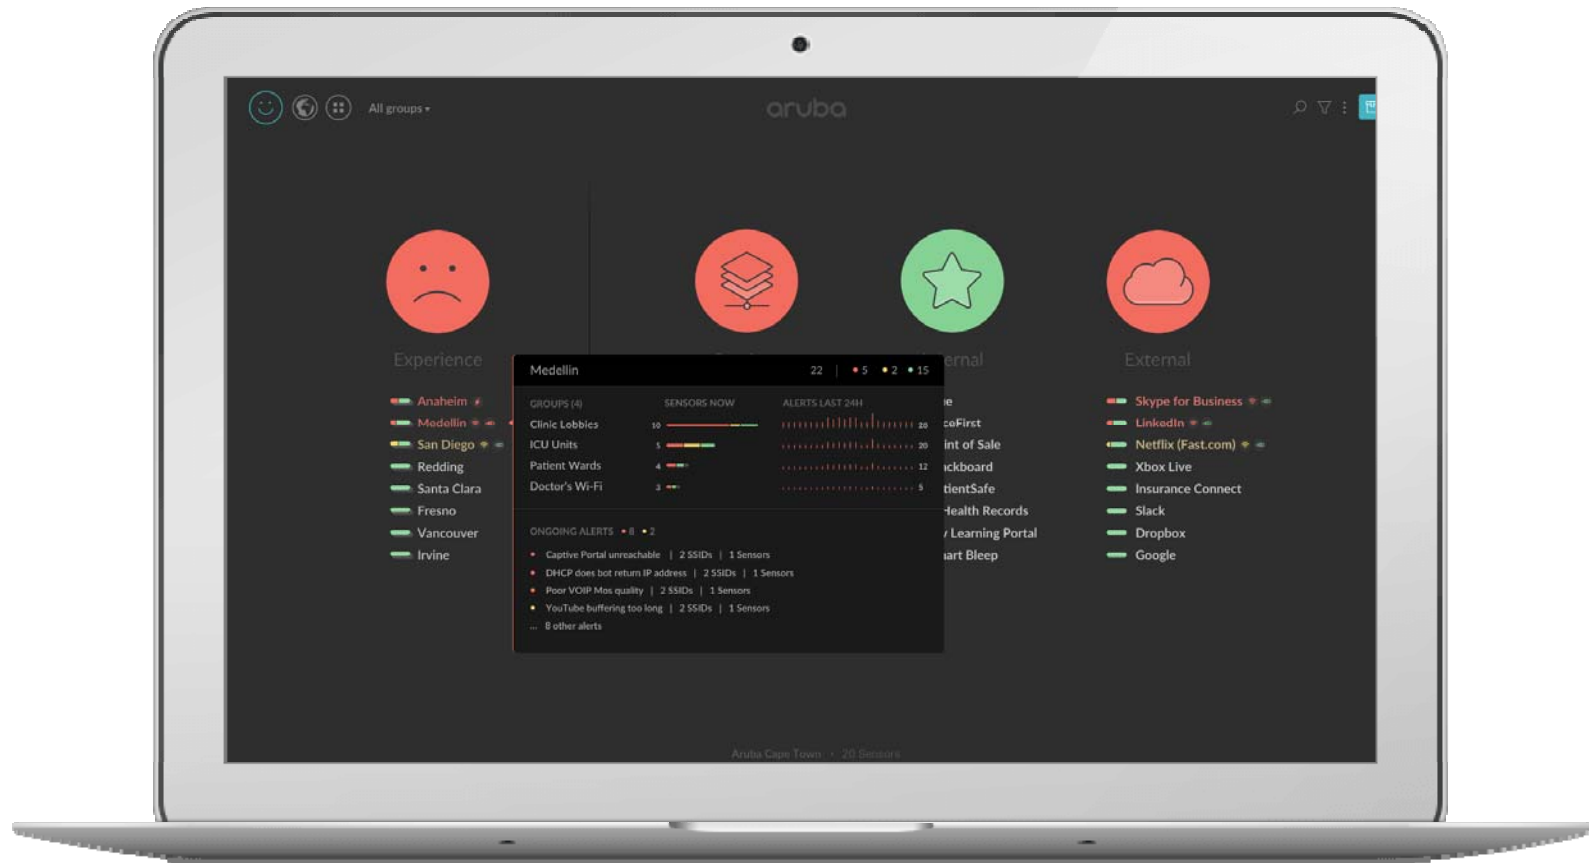 All groups
aruba
Experience
External
Anaheim
Medellin
San Diego
Redding
Santa Clara
Fresno
Vancouver
Irvine
Medellin 22 | 5 2 15
GROUPS (4) SENSORS NOW ALERTS LAST 24H
Clinic Lobbies 10 20
ICU Units 5 20
Patient Wards 4 12
Doctor's Wi-Fi 3 5
ONGOING ALERTS 8 2
Captive Portal unreachable | 2 SSIDs | 1 Sensors
DHCP does bot return IP address | 2 SSIDs | 1 Sensors
Poor VOIP Mos quality | 2 SSIDs | 1 Sensors
YouTube buffering too long | 2 SSIDs | 1 Sensors
... 8 other alerts
ernal
e
oFirst
int of Sale
ckboard
tientSafe
Health Records
Learning Portal
art Bleep
Skype for Business
LinkedIn
Netflix (Fast.com)
Xbox Live
Insurance Connect
Slack
Dropbox
Google
Aruba Cape Town • 20 Sensors